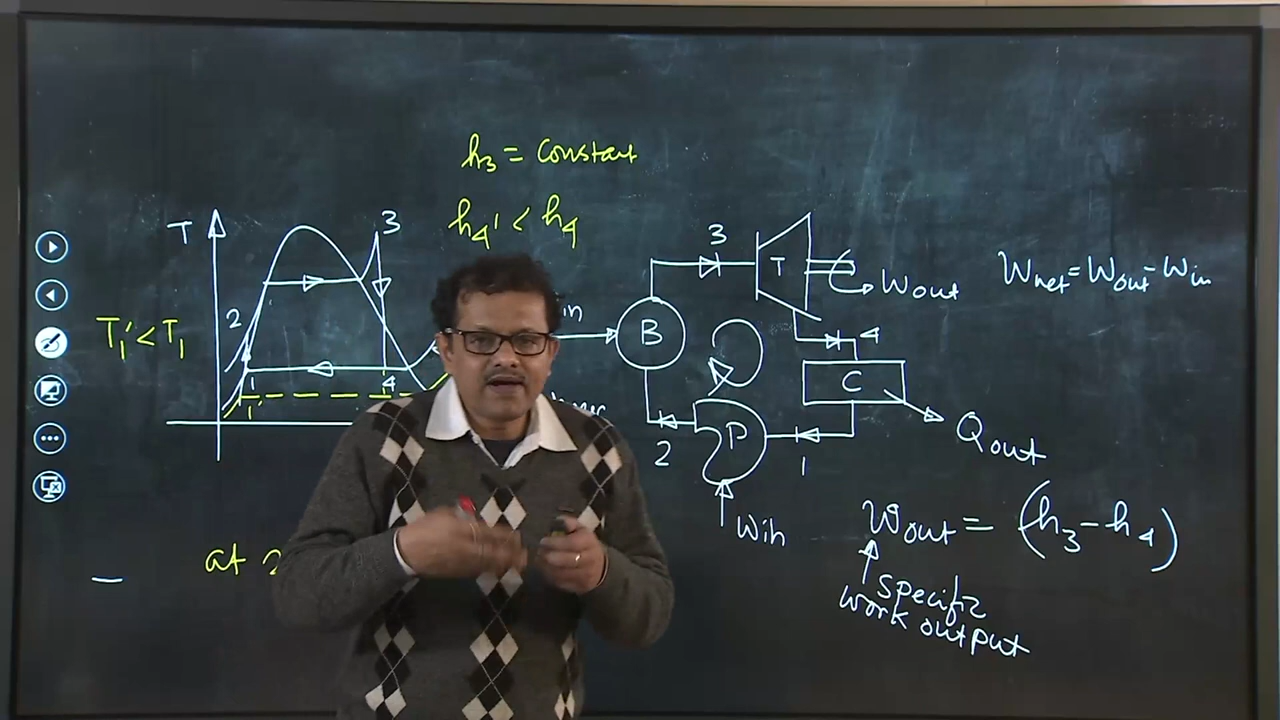 h3 = constant
h4' < h4
T
3
2
T1' < T1
1
4
1'
in
B
3
T
Wout
Wnet = Wout - Win
4
C
P
2
1
Qout
Win
Wout = (h3 - h4)
specific
work output
at